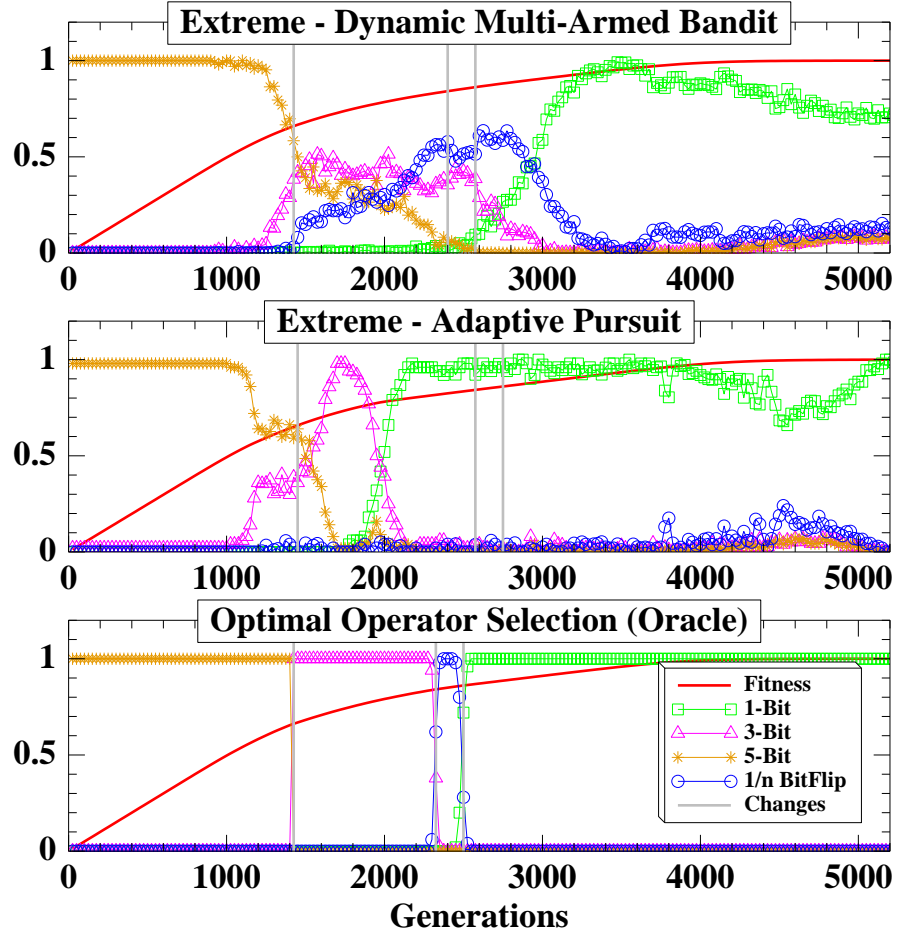 Extreme - Dynamic Multi-Armed Bandit
1
0.5
0
0 1000 2000 3000 4000 5000
Extreme - Adaptive Pursuit
1
0.5
0
0 1000 2000 3000 4000 5000
Optimal Operator Selection (Oracle)
1
0.5
0
Fitness
1-Bit
3-Bit
5-Bit
1/n BitFlip
Changes
0 1000 2000 3000 4000 5000
Generations